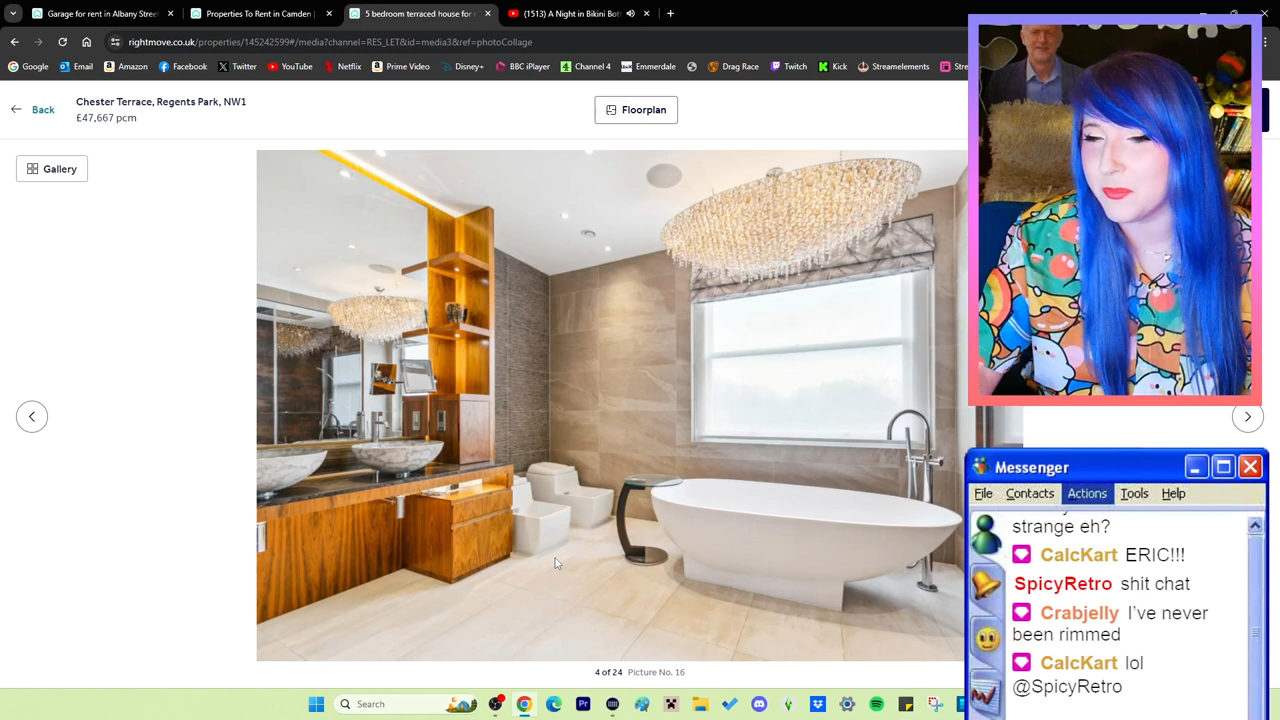 Garage for rent in Albany Street
Properties To Rent in Camden
5 bedroom terraced house for
(1513) A Night in Bikini Bot
rightmove.co.uk/properties/145242599#/media?channel=RES_LET&id=media3&ref=photoCollage
Google Email Amazon Facebook Twitter YouTube Netflix Prime Video Disney+ BBC iPlayer Channel 4 Emmerdale Drag Race Twitch Kick Streamelements Stre
Back
Chester Terrace, Regents Park, NW1
£47,667 pcm
Floorplan
Gallery
4 of 24 Picture No. 16
Messenger
File Contacts Actions Tools Help
strange eh?
CalcKart ERIC!!!
SpicyRetro shit chat
Crabjelly I've never
been rimmed
CalcKart lol
@SpicyRetro
Search